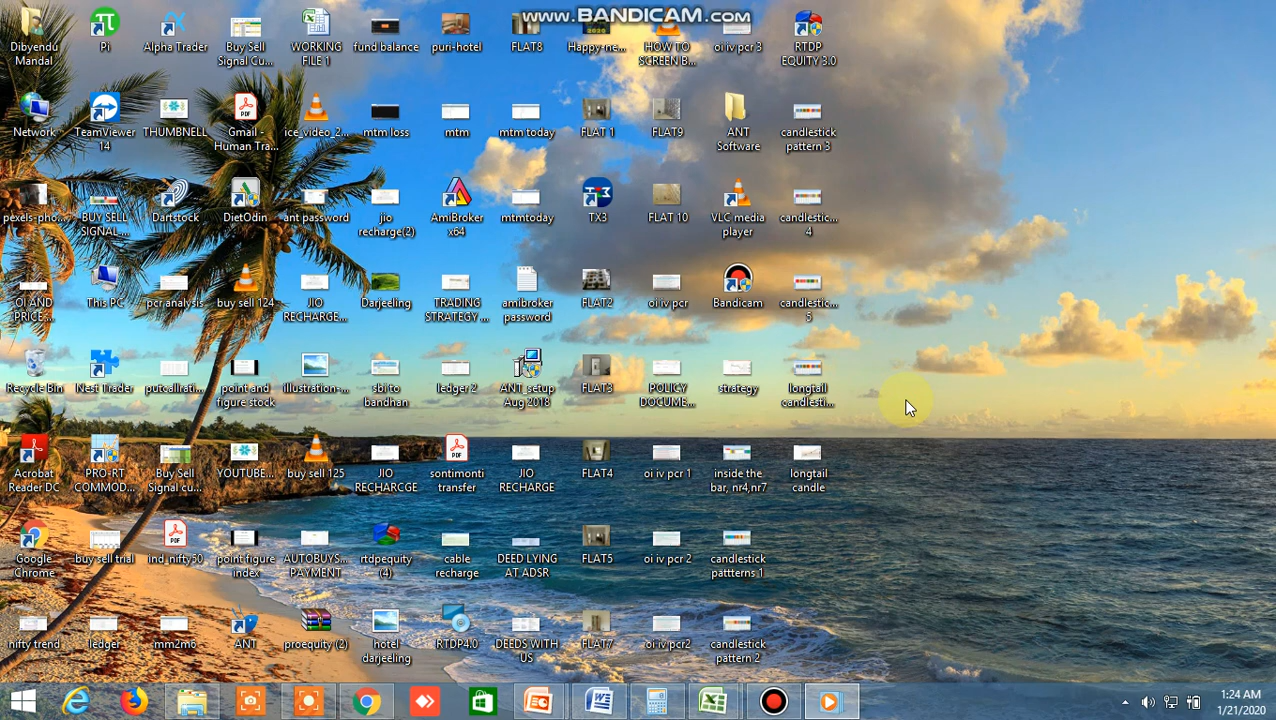 www.BANDICAM.com
Dibyendu
Mandal
Pi
Alpha Trader
Buy Sell
Signal Cu...
WORKING
FILE 1
fund balance
puri-hotel
FLAT8
Happy-ne...
HOW TO
SCREEN B...
oi iv pcr 3
RTDP
EQUITY 3.0
Network
TeamViewer
14
THUMBNELL
Gmail -
Human Tra...
ice_video_2...
mtm loss
mtm
mtm today
FLAT 1
FLAT9
ANT
Software
candlestick
pattern 3
pexels-pho...
BUY SELL
SIGNAL ...
Dartstock
DietOdin
ant password
jio
recharge(2)
AmiBroker
x64
mtmtoday
TX3
FLAT 10
VLC media
player
candlestic...
4
OI AND
PRICE...
This PC
pcr analysis
buy sell 124
JIO
RECHARGE...
Darjeeling
TRADING
STRATEGY ...
amibroker
password
FLAT2
oi iv pcr
Bandicam
candlestic...
5
Recycle Bin
Nest Trader
putcallrati...
point and
figure stock
illustration-...
sbi to
bandhan
ledger 2
ANT_setup
Aug 2018
FLAT3
POLICY
DOCUME...
strategy
longtail
candlesti...
Acrobat
Reader DC
PRO-RT
COMMOD...
Buy Sell
Signal cu...
YOUTUBE...
buy sell 125
JIO
RECHARCGE
sontimonti
transfer
JIO
RECHARGE
FLAT4
oi iv pcr 1
inside the
bar, nr4,nr7
longtail
candle
Google
Chrome
buy sell trial
ind_nifty50
point figure
index
AUTOBUYS...
PAYMENT
rtdpequity
(4)
cable
recharge
DEED LYING
AT ADSR
FLAT5
oi iv pcr 2
candlestick
pattterns 1
nifty trend
ledger
mm2m6
ANT
proequity (2)
hotel
darjeeling
RTDP4.0
DEEDS WITH
US
FLAT7
oi iv pcr2
candlestick
pattern 2
1:24 AM
1/21/2020